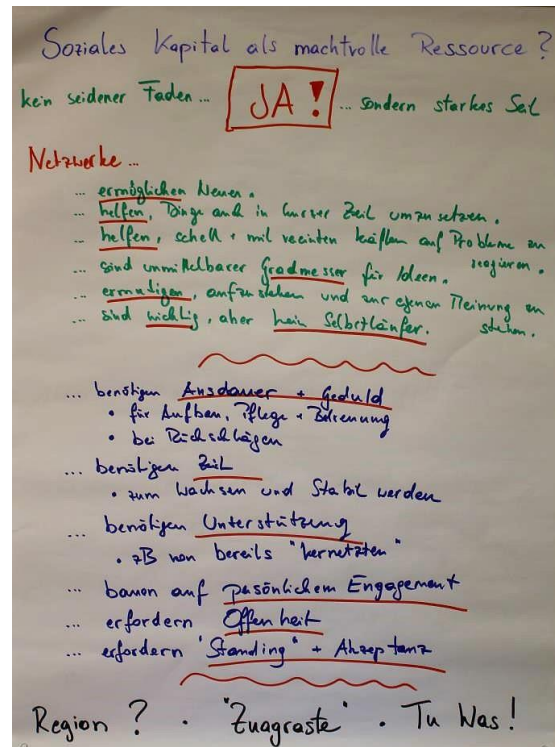 Soziales Kapital als machtvolle Ressource?
kein seidener Faden... JA! ... sondern starkes Seil
Netzwerke ...
... ermöglichen Neues.
... helfen, Dinge auch in kurzer Zeit umzusetzen.
... helfen, schnell + mit vereinten Kräften auf Probleme zu
reagieren.
... sind unmittelbarer Gradmesser für Ideen.
... ermutigen, aufzustehen und zur eigenen Meinung zu
stehen.
... sind wichtig, aber kein Selbstläufer.
... benötigen Ausdauer + Geduld
• für Aufbau, Pflege + Betreuung
• bei Rückschlägen
... benötigen Zeit
• zum Wachsen und Stabil werden
... benötigen Unterstützung
• zB von bereits "vernetzten"
... bauen auf persönlichem Engagement
... erfordern Offenheit
... erfordern "Standing" + Akzeptanz
Region? • "Zuagraste" • Tu Was!